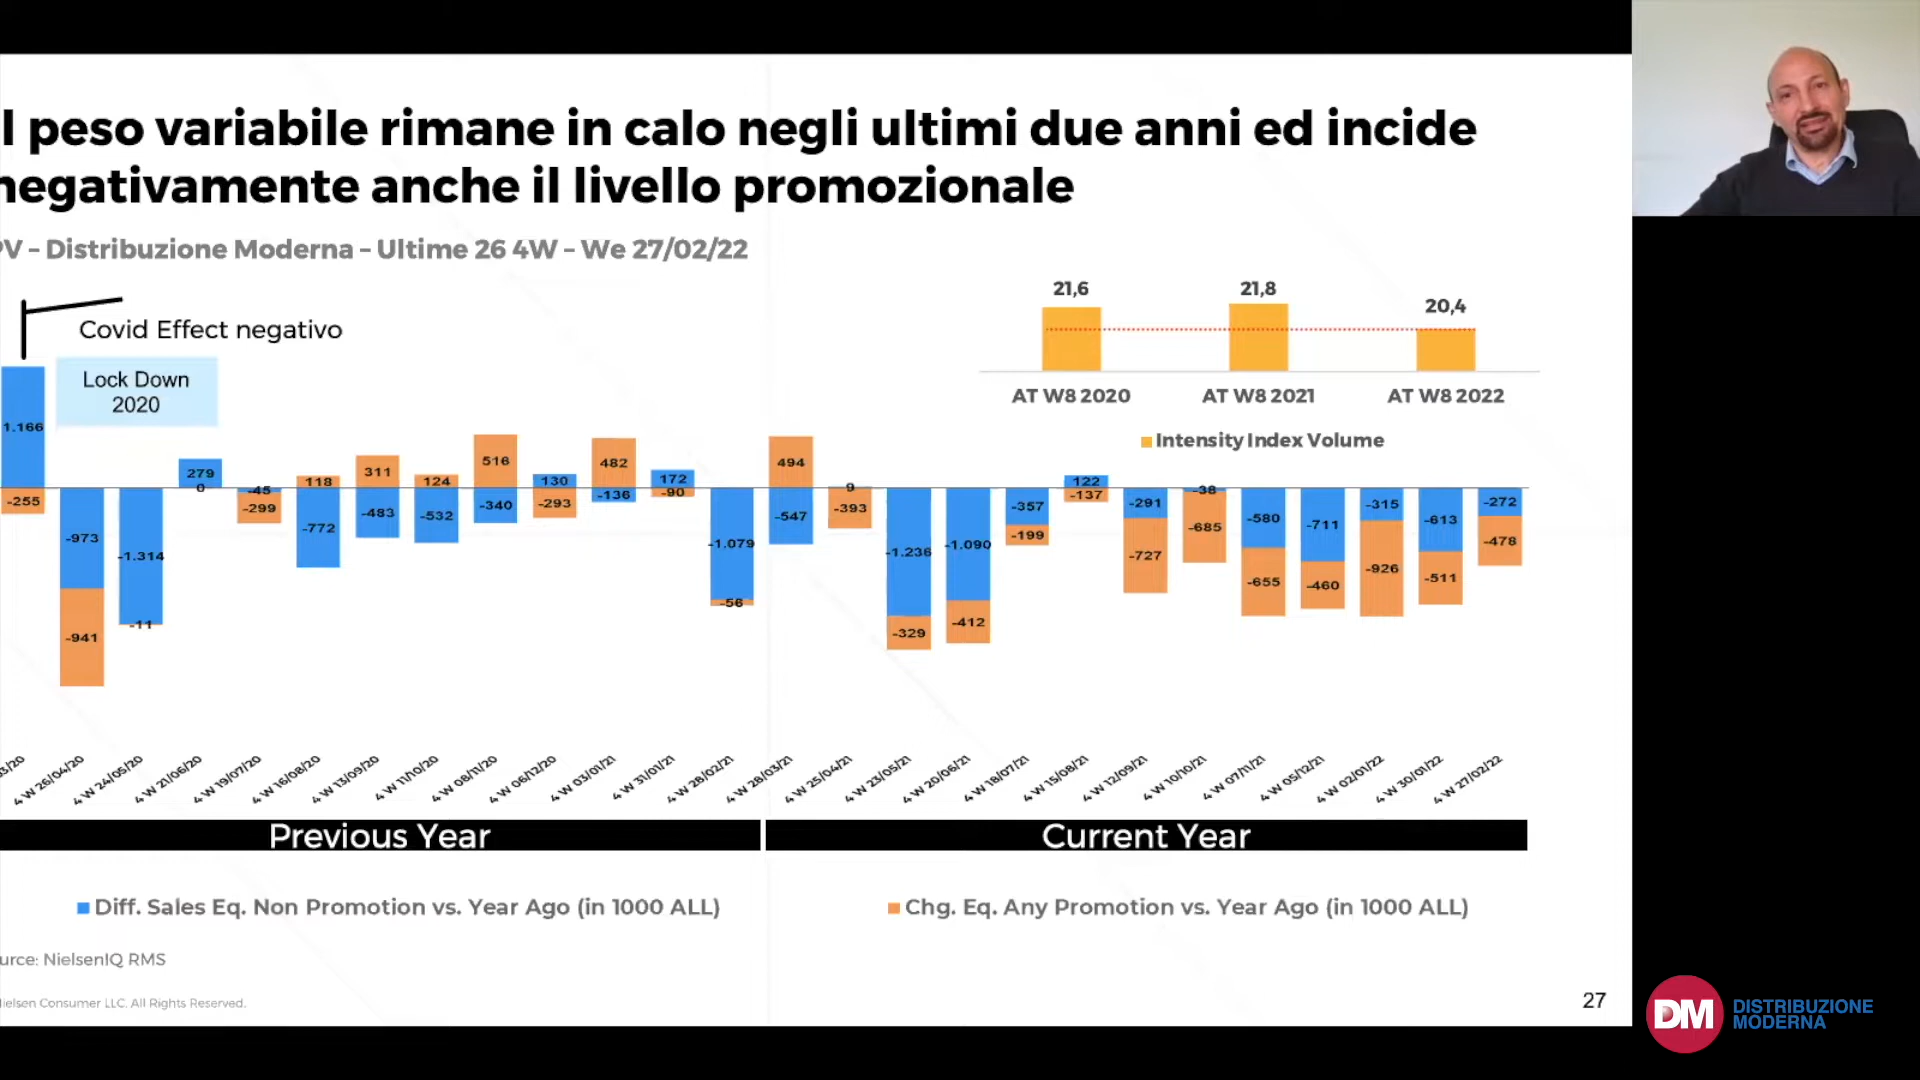 l peso variabile rimane in calo negli ultimi due anni ed incide
negativamente anche il livello promozionale
PV – Distribuzione Moderna – Ultime 26 4W – We 27/02/22
Covid Effect negativo
Lock Down
2020
21,6
21,8
20,4
AT W8 2020
AT W8 2021
AT W8 2022
Intensity Index Volume
1.166
-255
-973
-941
-1.314
-11
279
0
-45
-299
118
-772
311
-483
124
-532
516
-340
130
-293
482
-136
172
-90
-1.079
-56
494
-547
9
-393
-1.236
-329
-1.090
-412
-357
-199
122
-137
-291
-727
-38
-685
-580
-655
-711
-460
-315
-926
-613
-511
-272
-478
03/20
4 W 26/04/20
4 W 24/05/20
4 W 21/06/20
4 W 19/07/20
4 W 16/08/20
4 W 13/09/20
4 W 11/10/20
4 W 08/11/20
4 W 06/12/20
4 W 03/01/21
4 W 31/01/21
4 W 28/02/21
4 W 28/03/21
4 W 25/04/21
4 W 23/05/21
4 W 20/06/21
4 W 18/07/21
4 W 15/08/21
4 W 12/09/21
4 W 10/10/21
4 W 07/11/21
4 W 05/12/21
4 W 02/01/22
4 W 30/01/22
4 W 27/02/22
Previous Year
Current Year
Diff. Sales Eq. Non Promotion vs. Year Ago (in 1000 ALL)
Chg. Eq. Any Promotion vs. Year Ago (in 1000 ALL)
urce: NielsenIQ RMS
ielsen Consumer LLC. All Rights Reserved.
27
DM
DISTRIBUZIONE
MODERNA